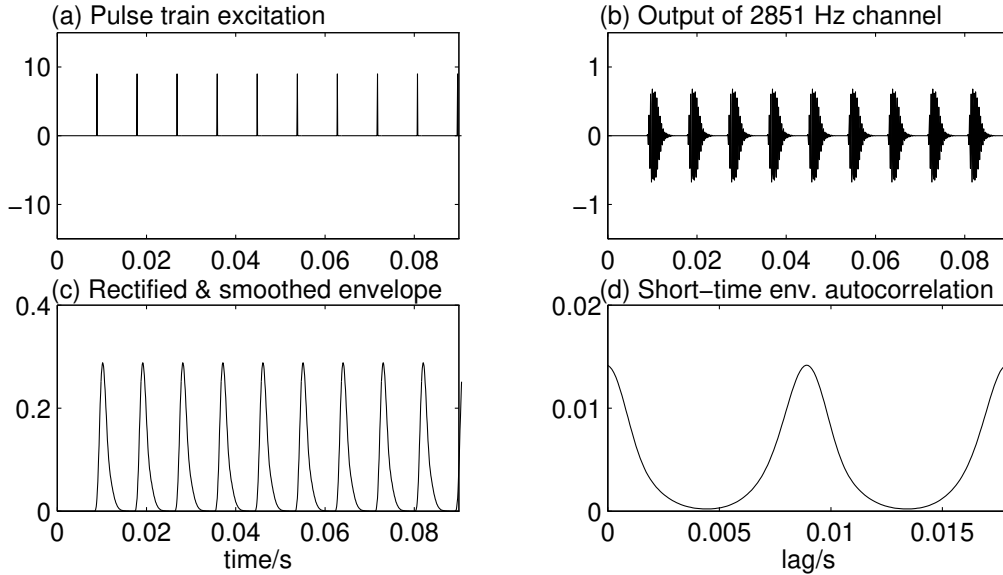 (a) Pulse train excitation
10
0
−10
0 0.02 0.04 0.06 0.08
(b) Output of 2851 Hz channel
1
0
−1
0 0.02 0.04 0.06 0.08
(c) Rectified & smoothed envelope
0.4
0.2
0
0 0.02 0.04 0.06 0.08
time/s
(d) Short−time env. autocorrelation
0.02
0.01
0
0 0.005 0.01 0.015
lag/s